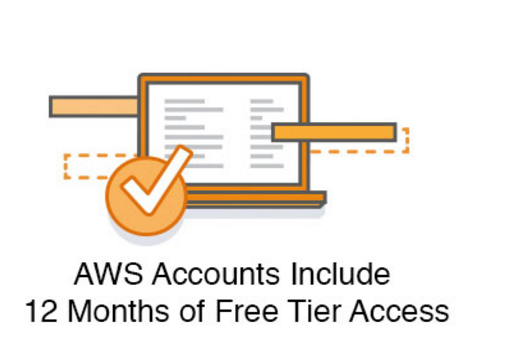 AWS Accounts Include
12 Months of Free Tier Access